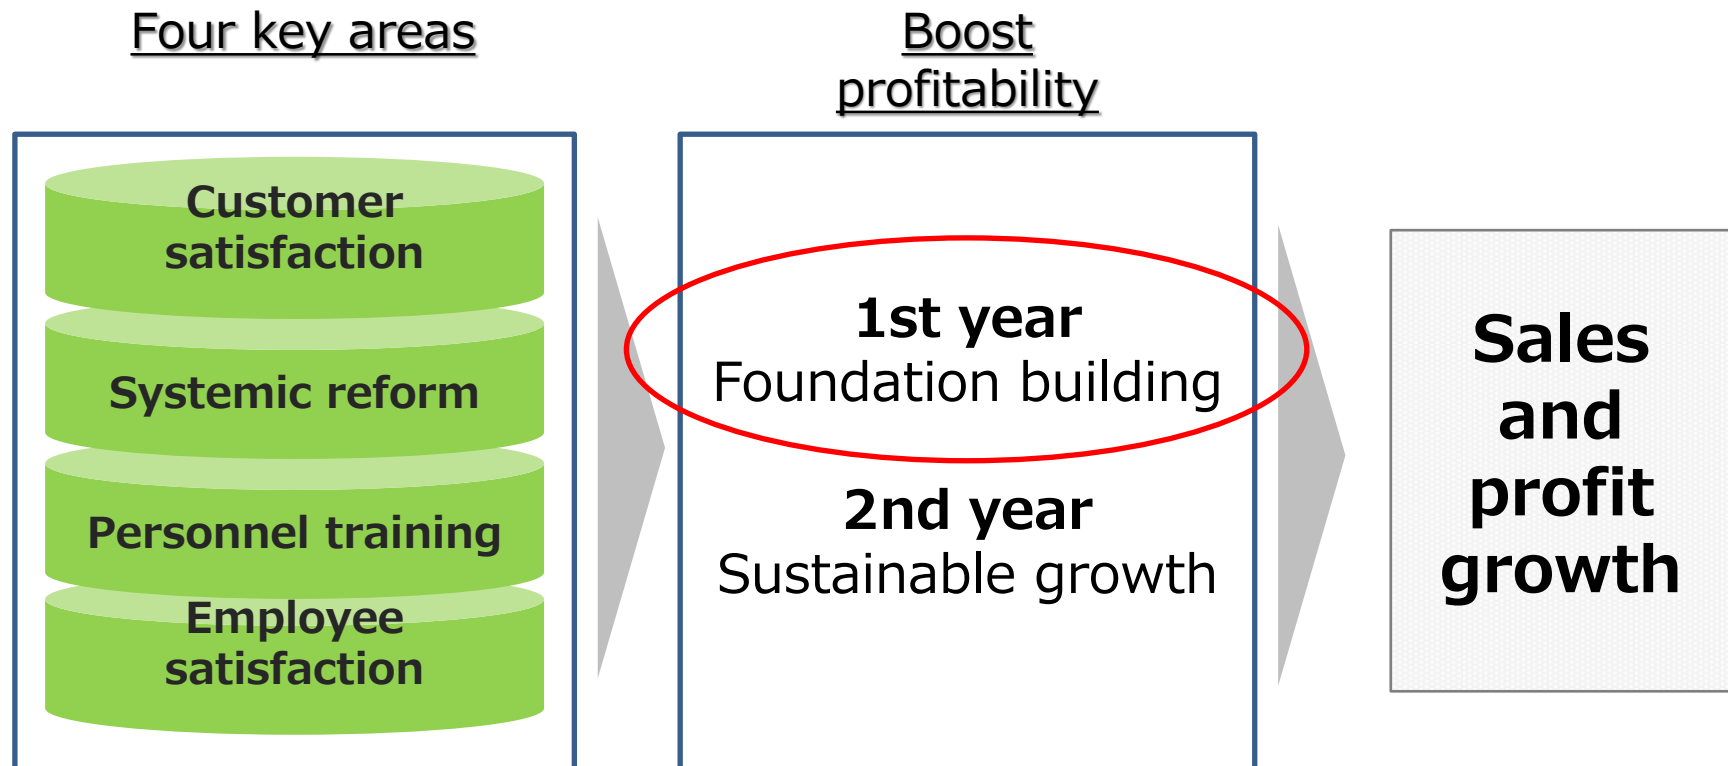 Four key areas
Customer
satisfaction
Systemic reform
Personnel training
Employee
satisfaction
Boost
profitability
1st year
Foundation building
2nd year
Sustainable growth
Sales
and
profit
growth